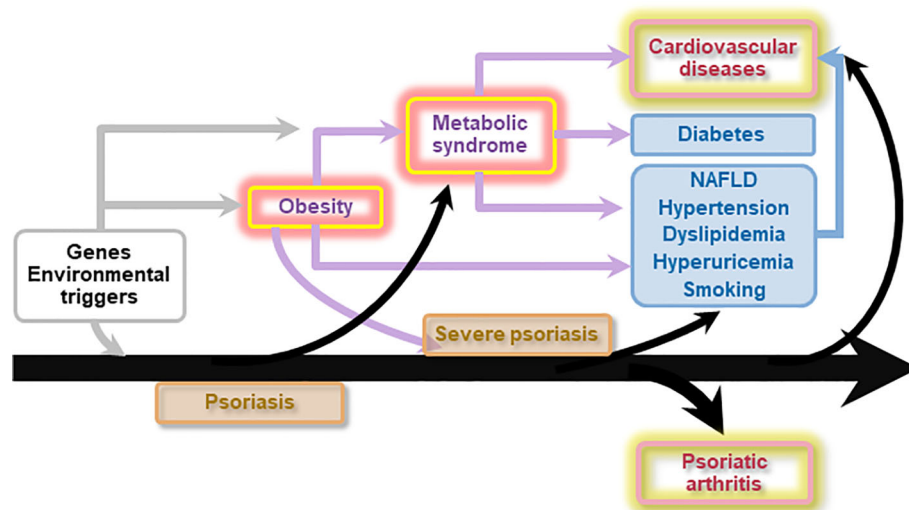 Cardiovascular
diseases
Metabolic
syndrome
Diabetes
NAFLD
Hypertension
Dyslipidemia
Hyperuricemia
Smoking
Obesity
Genes
Environmental
triggers
Severe psoriasis
Psoriasis
Psoriatic
arthritis